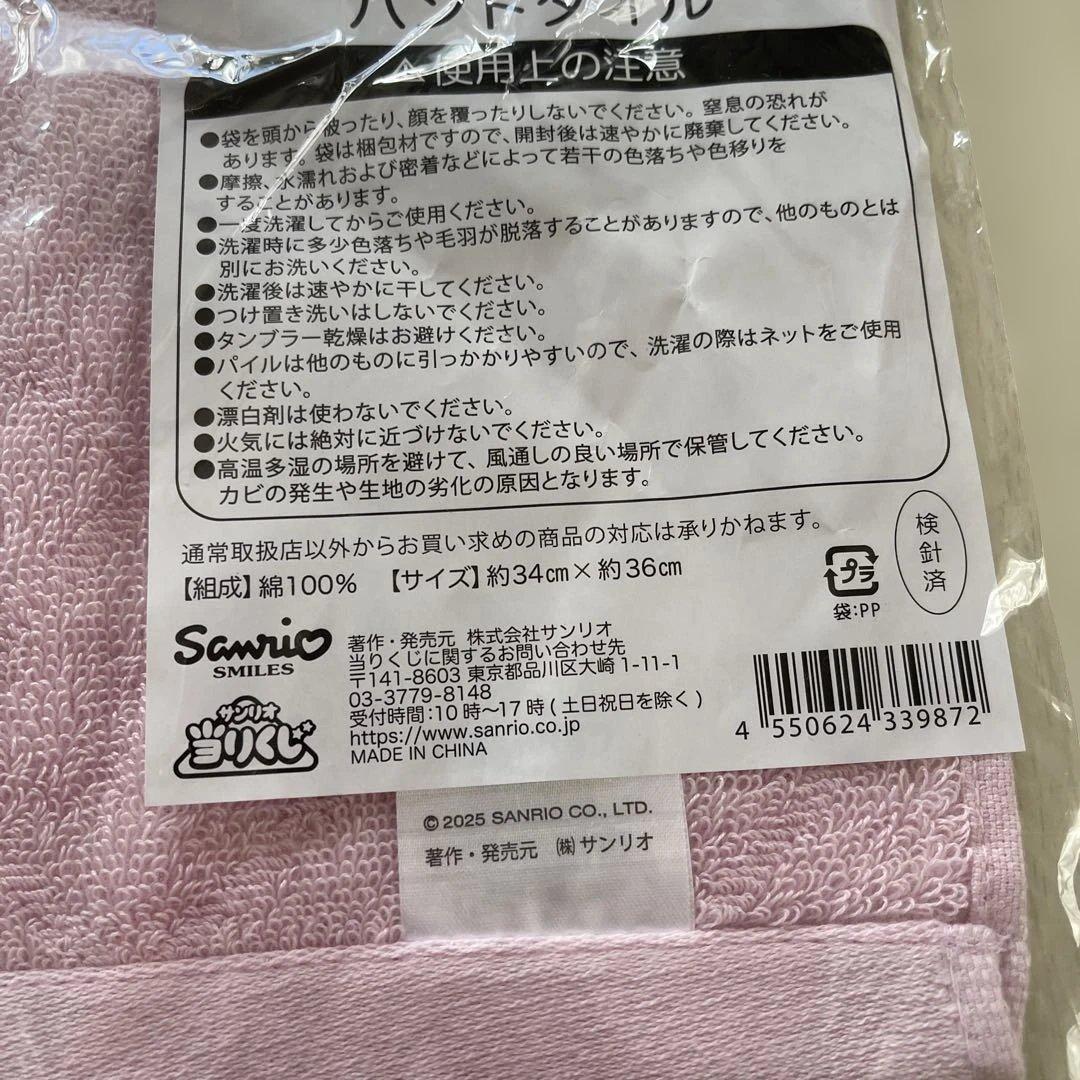 ハンドタオル
⚠使用上の注意
●袋を頭から被ったり、顔を覆ったりしないでください。窒息の恐れが
あります。袋は梱包材ですので、開封後は速やかに廃棄してください。
●摩擦、水濡れおよび密着などによって若干の色落ちや色移りを
することがあります。
●一度洗濯してからご使用ください。
●洗濯時に多少色落ちや毛羽が脱落することがありますので、他のものとは
別にお洗いください。
●洗濯後は速やかに干してください。
●つけ置き洗いはしないでください。
●タンブラー乾燥はお避けください。
●パイルは他のものに引っかかりやすいので、洗濯の際はネットをご使用
ください。
●漂白剤は使わないでください。
●火気には絶対に近づけないでください。
●高温多湿の場所を避けて、風通しの良い場所で保管してください。
カビの発生や生地の劣化の原因となります。
通常取扱店以外からお買い求めの商品の対応は承りかねます。
【組成】綿100% 【サイズ】約34cm×約36cm
プラ
袋:PP
検針済
Sanrio
SMILES
サンリオ
当りくじ
著作・発売元 株式会社サンリオ
当りくじに関するお問い合わせ先
〒141-8603 東京都品川区大崎1-11-1
03-3779-8148
受付時間:10時〜17時(土日祝日を除く)
https://www.sanrio.co.jp
MADE IN CHINA
4 550624 339872
© 2025 SANRIO CO., LTD.
著作・発売元 ㈱サンリオ